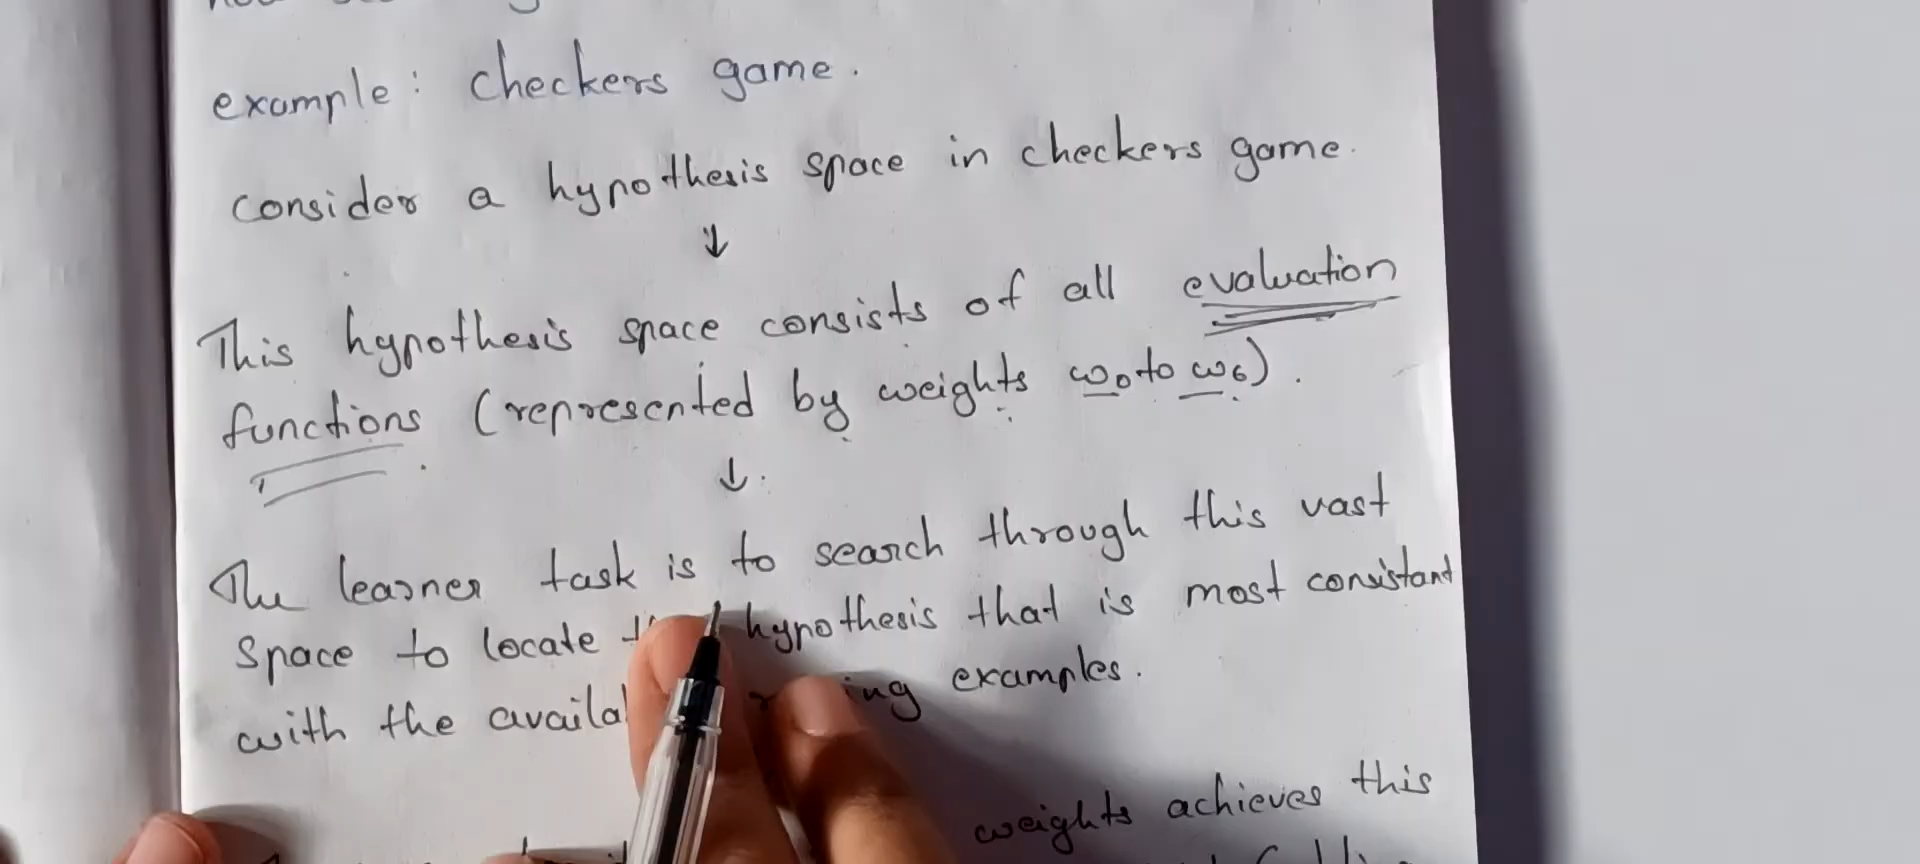 example: checkers game.
consider a hypothesis space in checkers game.
↓
This hypothesis space consists of all evaluation
functions (represented by weights w₀ to w₆).
↓
The learner task is to search through this vast
space to locate hypothesis that is most consistant
with the examples.
weights achieves this